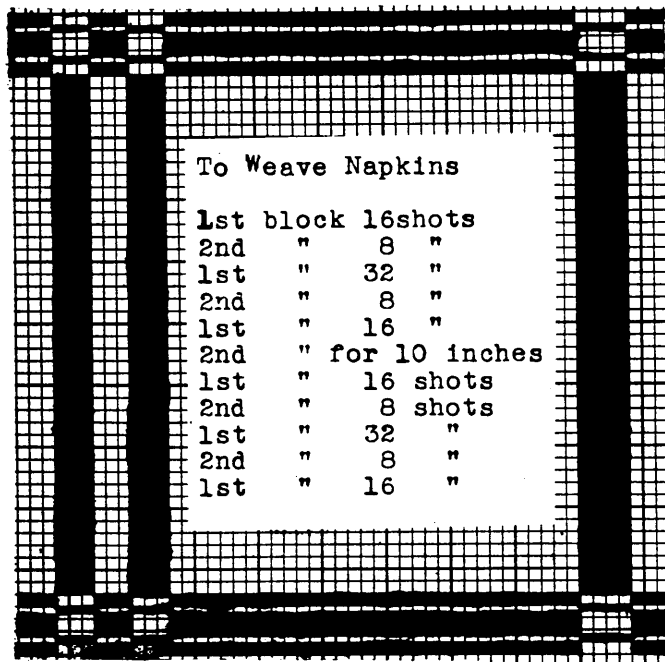 To Weave Napkins
1st block 16shots
2nd " 8 "
1st " 32 "
2nd " 8 "
1st " 16 "
2nd " for 10 inches
1st " 16 shots
2nd " 8 shots
1st " 32 "
2nd " 8 "
1st " 16 "